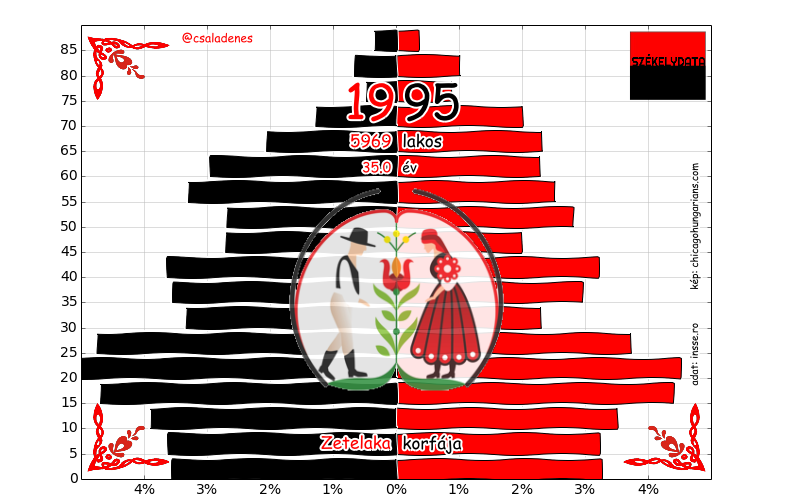 @csaladenes
SZÉKELYDATA
1995
5969 lakos
35.0 év
kép: chicagohungarians.com
adat: insse.ro
Zetelaka korfája
85
80
75
70
65
60
55
50
45
40
35
30
25
20
15
10
5
0
4% 3% 2% 1% 0% 1% 2% 3% 4%